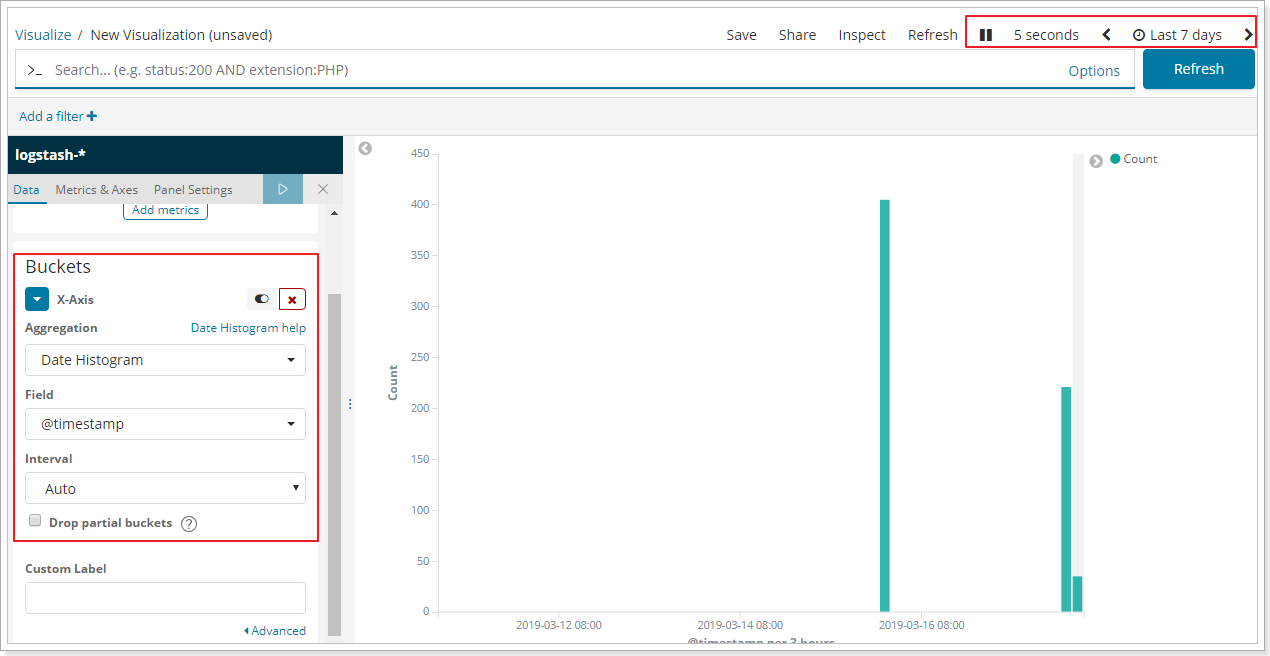 Visualize / New Visualization (unsaved) Save Share Inspect Refresh 5 seconds Last 7 days
>_ Search... (e.g. status:200 AND extension:PHP) Options Refresh
Add a filter
logstash-*
Data Metrics & Axes Panel Settings
Add metrics
Buckets
X-Axis
Aggregation Date Histogram help
Date Histogram
Field
@timestamp
Interval
Auto
Drop partial buckets ?
Custom Label
Advanced
Count
450
400
350
300
250
200
150
100
50
0
2019-03-12 08:00 2019-03-14 08:00 2019-03-16 08:00
@timestamp per 3 hours
Count